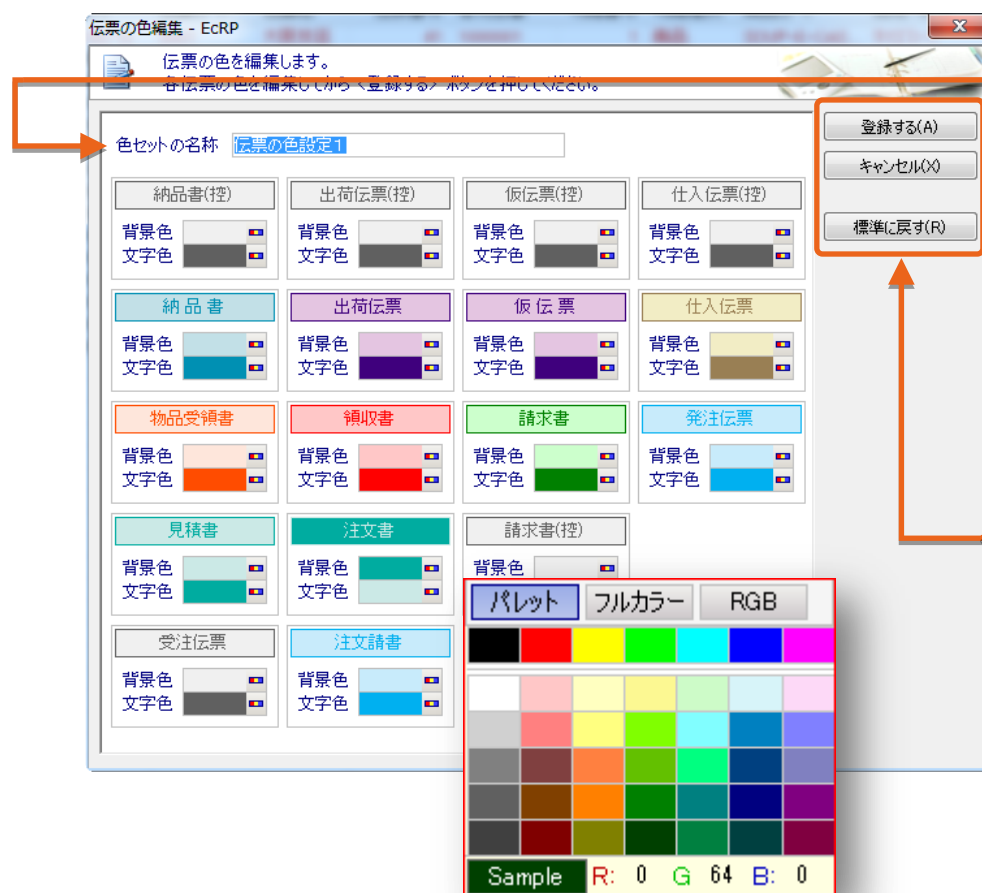 伝票の色編集 - EcRP
伝票の色を編集します。
各伝票の色を編集してから<登録する>ボタンを押してください。
色セットの名称 伝票の色設定1
登録する(A)
キャンセル(X)
標準に戻す(R)
納品書(控) 出荷伝票(控) 仮伝票(控) 仕入伝票(控)
背景色 背景色 背景色 背景色
文字色 文字色 文字色 文字色
納 品 書 出荷伝票 仮 伝 票 仕入伝票
背景色 背景色 背景色 背景色
文字色 文字色 文字色 文字色
物品受領書 領収書 請求書 発注伝票
背景色 背景色 背景色 背景色
文字色 文字色 文字色 文字色
見積書 注文書 請求書(控)
背景色 背景色 背景色
文字色 文字色
受注伝票 注文請書
背景色 背景色
文字色 文字色
パレット フルカラー RGB
Sample R: 0 G 64 B: 0